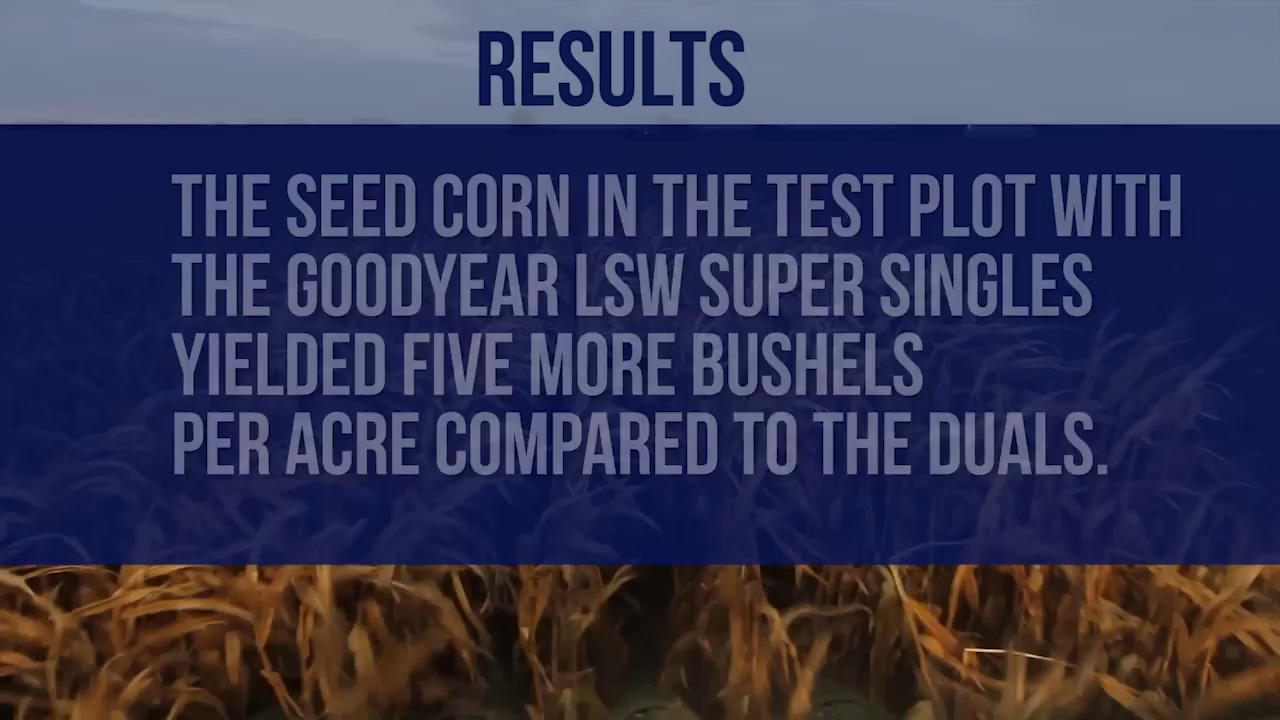 RESULTS
THE SEED CORN IN THE TEST PLOT WITH
THE GOODYEAR LSW SUPER SINGLES
YIELDED FIVE MORE BUSHELS
PER ACRE COMPARED TO THE DUALS.